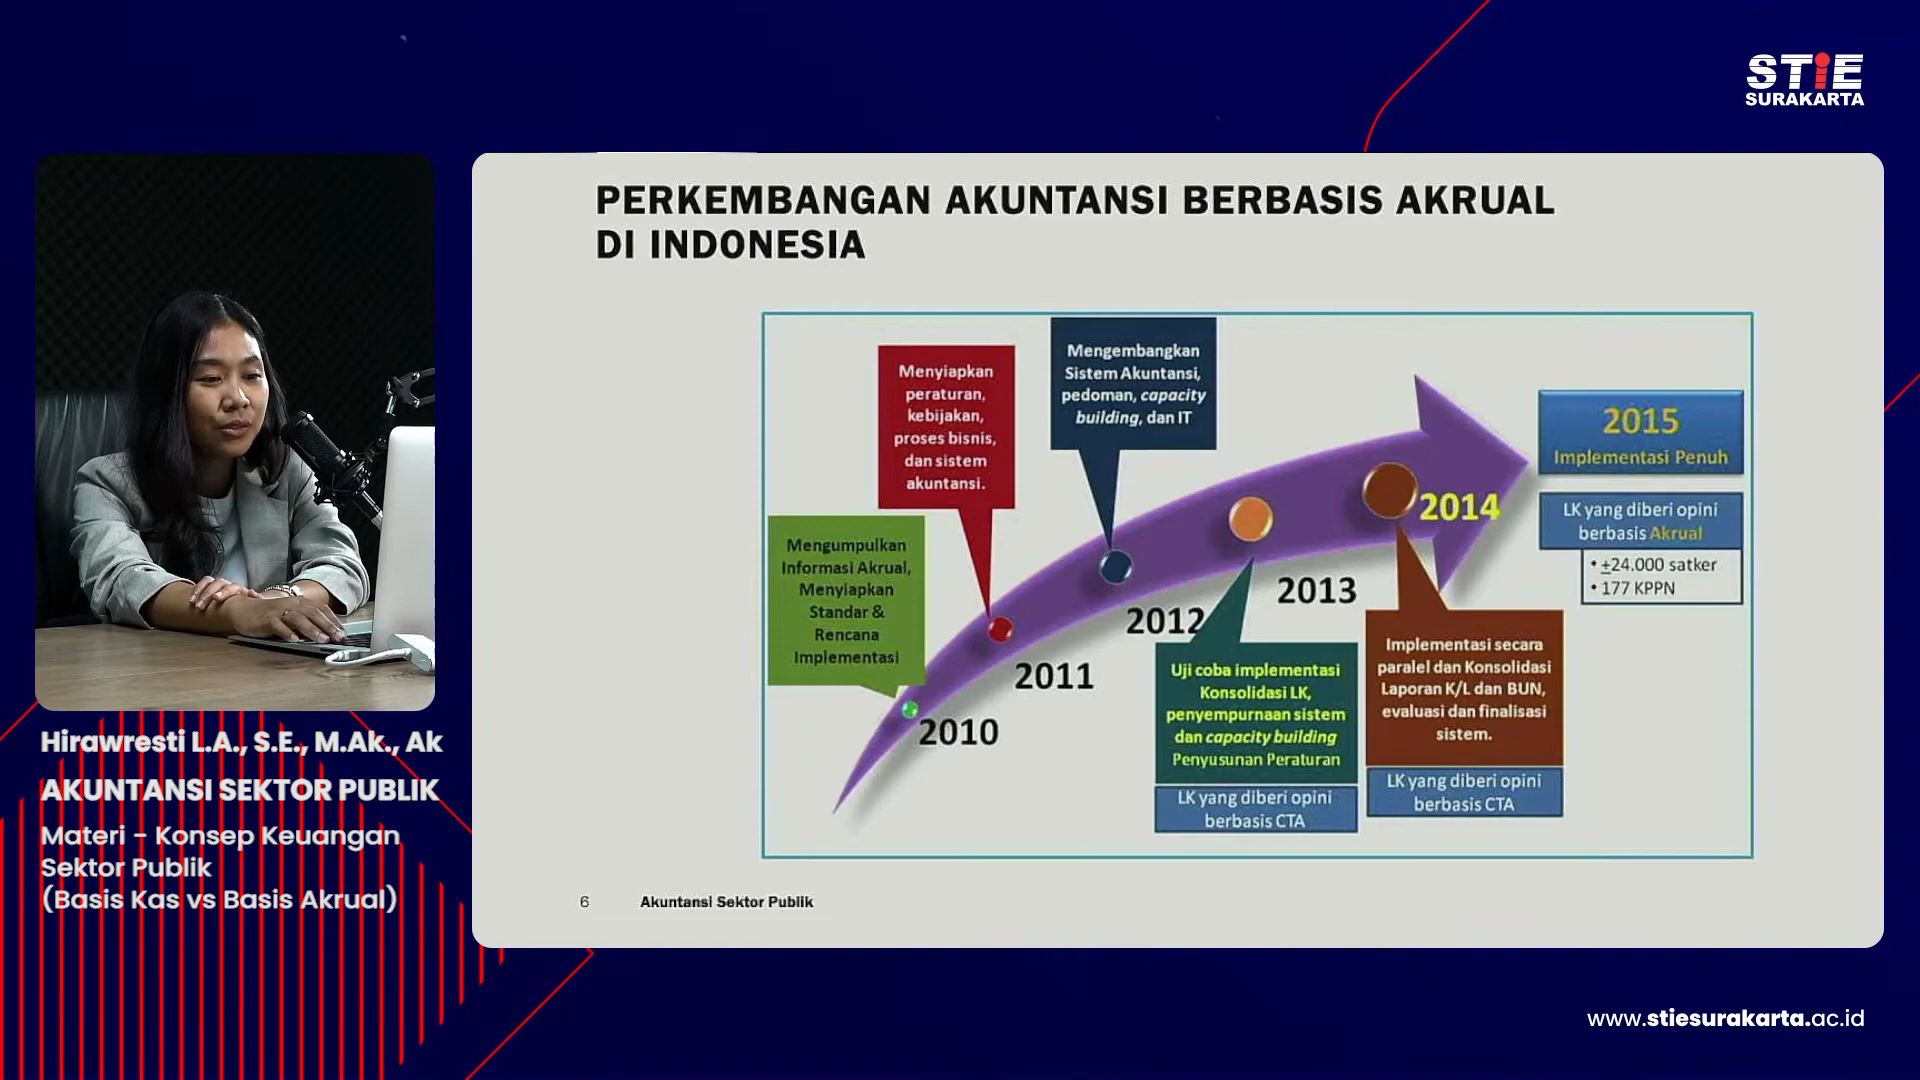 STiE
SURAKARTA
PERKEMBANGAN AKUNTANSI BERBASIS AKRUAL
DI INDONESIA
Mengumpulkan
Informasi Akrual,
Menyiapkan
Standar &
Rencana
Implementasi
2010
Menyiapkan
peraturan,
kebijakan,
proses bisnis,
dan sistem
akuntansi.
2011
Mengembangkan
Sistem Akuntansi,
pedoman, capacity
building, dan IT
2012
Uji coba implementasi
Konsolidasi LK,
penyempurnaan sistem
dan capacity building
Penyusunan Peraturan
LK yang diberi opini
berbasis CTA
2013
Implementasi secara
paralel dan Konsolidasi
Laporan K/L dan BUN,
evaluasi dan finalisasi
sistem.
LK yang diberi opini
berbasis CTA
2014
2015
Implementasi Penuh
LK yang diberi opini
berbasis Akrual
• ±24.000 satker
• 177 KPPN
6 Akuntansi Sektor Publik
Hirawresti L.A., S.E., M.Ak., Ak
AKUNTANSI SEKTOR PUBLIK
Materi - Konsep Keuangan
Sektor Publik
(Basis Kas vs Basis Akrual)
www.stiesurakarta.ac.id